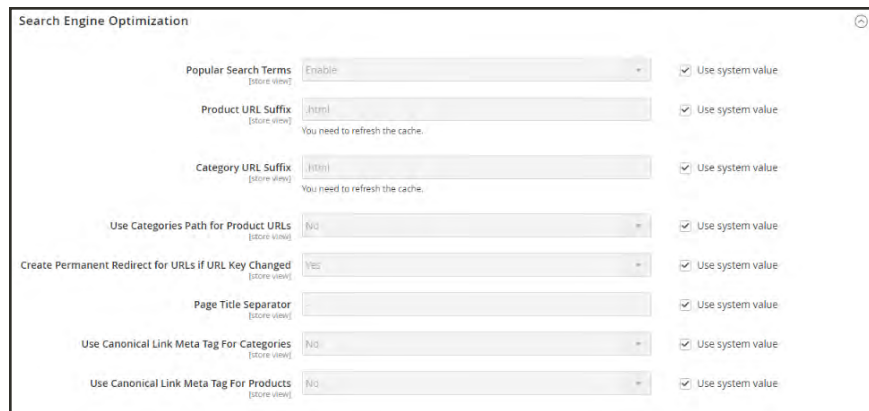 Search Engine Optimization
Popular Search Terms Enable Use system value
[store view]
Product URL Suffix .html Use system value
[store view]
You need to refresh the cache.
Category URL Suffix .html Use system value
[store view]
You need to refresh the cache.
Use Categories Path for Product URLs No Use system value
[store view]
Create Permanent Redirect for URLs if URL Key Changed Yes Use system value
[store view]
Page Title Separator - Use system value
[store view]
Use Canonical Link Meta Tag For Categories No Use system value
[store view]
Use Canonical Link Meta Tag For Products No Use system value
[store view]